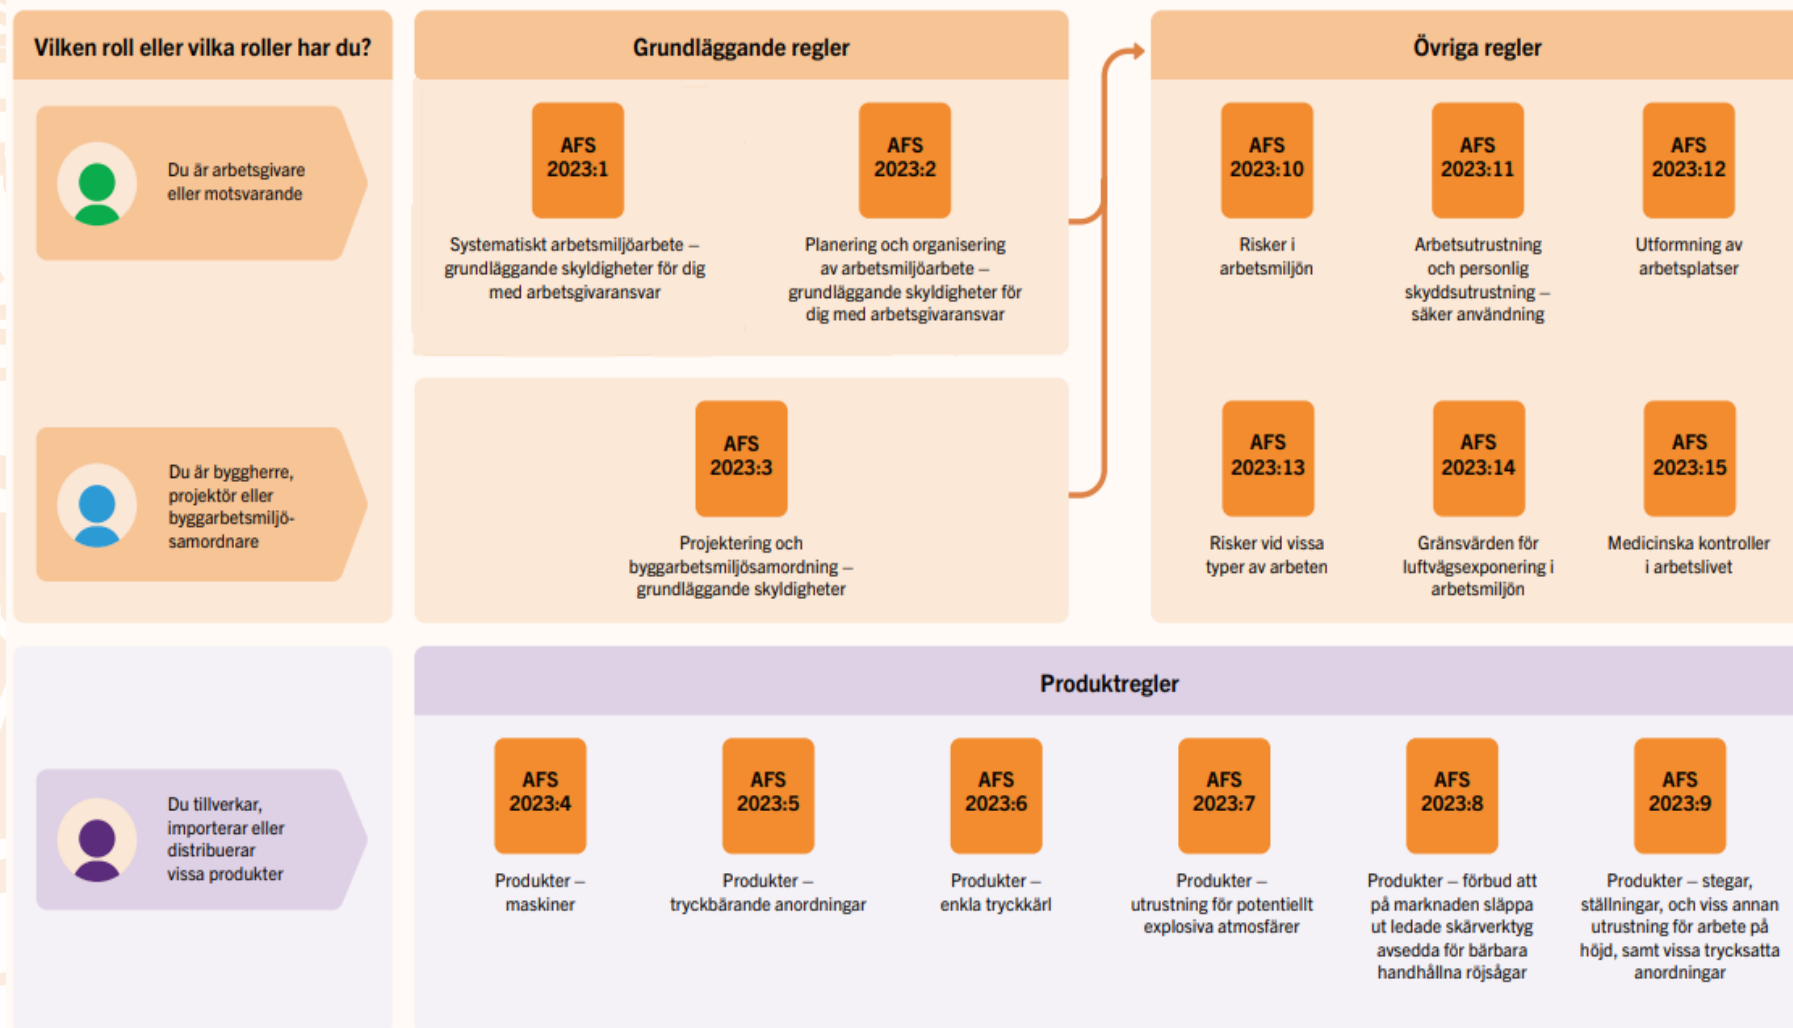 Vilken roll eller vilka roller har du?
Du är arbetsgivare
eller motsvarande
Du är byggherre,
projektör eller
byggarbetsmiljö-
samordnare
Grundläggande regler
AFS
2023:1
Systematiskt arbetsmiljöarbete –
grundläggande skyldigheter för dig
med arbetsgivaransvar
AFS
2023:2
Planering och organisering
av arbetsmiljöarbete –
grundläggande skyldigheter för
dig med arbetsgivaransvar
AFS
2023:3
Projektering och
byggarbetsmiljösamordning –
grundläggande skyldigheter
Övriga regler
AFS
2023:10
Risker i
arbetsmiljön
AFS
2023:11
Arbetsutrustning
och personlig
skyddsutrustning –
säker användning
AFS
2023:12
Utformning av
arbetsplatser
AFS
2023:13
Risker vid vissa
typer av arbeten
AFS
2023:14
Gränsvärden för
luftvägsexponering i
arbetsmiljön
AFS
2023:15
Medicinska kontroller
i arbetslivet
Du tillverkar,
importerar eller
distribuerar
vissa produkter
Produktregler
AFS
2023:4
Produkter –
maskiner
AFS
2023:5
Produkter –
tryckbärande anordningar
AFS
2023:6
Produkter –
enkla tryckkärl
AFS
2023:7
Produkter –
utrustning för potentiellt
explosiva atmosfärer
AFS
2023:8
Produkter – förbud att
på marknaden släppa
ut ledade skärverktyg
avsedda för bärbara
handhållna röjsågar
AFS
2023:9
Produkter – stegar,
ställningar, och viss annan
utrustning för arbete på
höjd, samt vissa trycksatta
anordningar